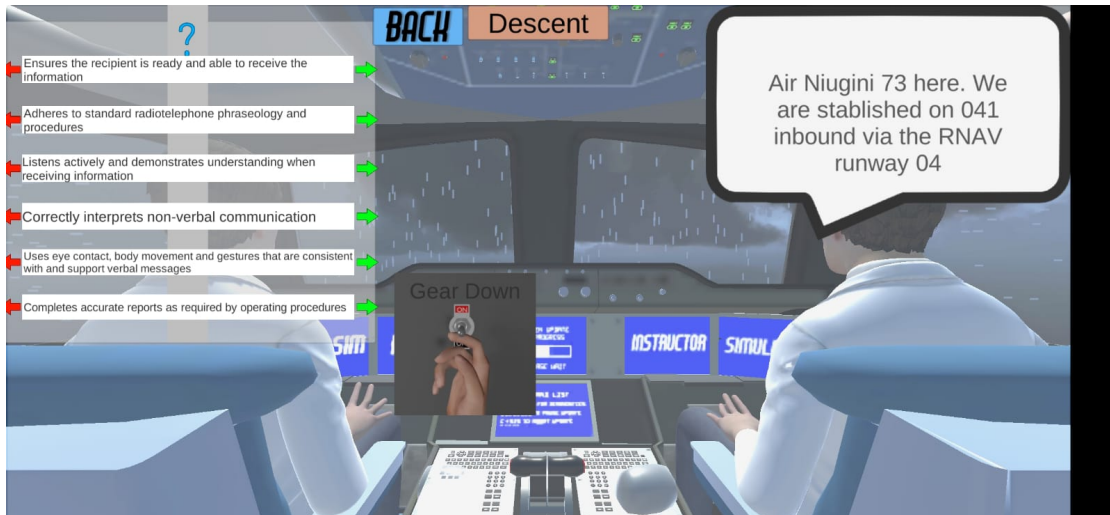 ?
BACK
Descent
Ensures the recipient is ready and able to receive the
information
Adheres to standard radiotelephone phraseology and
procedures
Listens actively and demonstrates understanding when
receiving information
Correctly interprets non-verbal communication
Uses eye contact, body movement and gestures that are consistent
with and support verbal messages
Completes accurate reports as required by operating procedures
Air Niugini 73 here. We
are stablished on 041
inbound via the RNAV
runway 04
Gear Down
ON
SIM
UPDATE
INSTRUCTOR
SIMUL